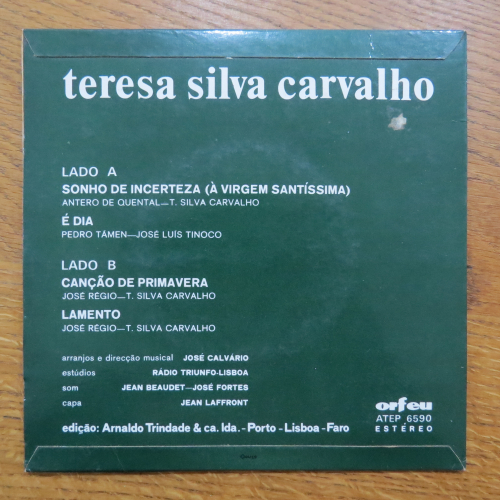 teresa silva carvalho
LADO A
SONHO DE INCERTEZA (À VIRGEM SANTÍSSIMA)
ANTERO DE QUENTAL—T. SILVA CARVALHO
É DIA
PEDRO TÁMEN—JOSÉ LUÍS TINOCO
LADO B
CANÇÃO DE PRIMAVERA
JOSÉ RÉGIO—T. SILVA CARVALHO
LAMENTO
JOSÉ RÉGIO—T. SILVA CARVALHO
arranjos e direcção musical JOSÉ CALVÁRIO
estúdios RÁDIO TRIUNFO-LISBOA
som JEAN BEAUDET—JOSÉ FORTES
capa JEAN LAFFRONT
orfeu
ATEP 6590
ESTÉREO
edição: Arnaldo Trindade & ca. lda. - Porto - Lisboa - Faro